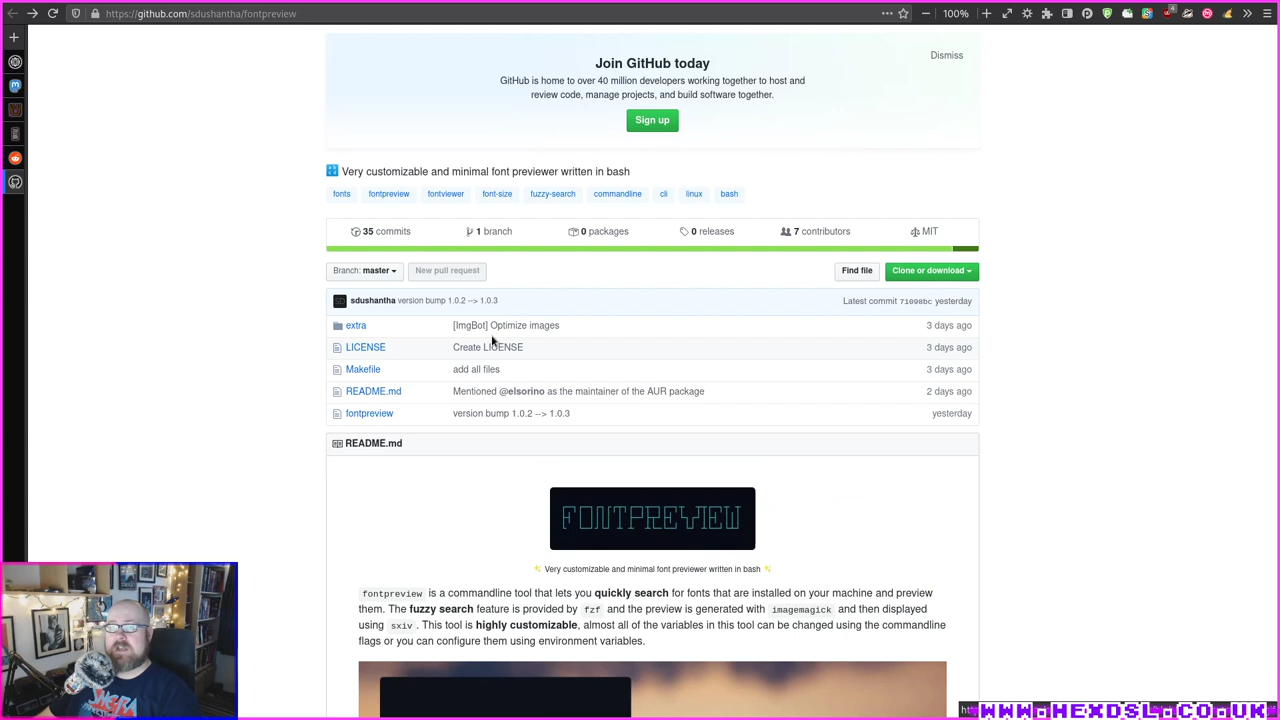 https://github.com/sdushantha/fontpreview
100%
4
Join GitHub today
Dismiss
GitHub is home to over 40 million developers working together to host and
review code, manage projects, and build software together.
Sign up
Very customizable and minimal font previewer written in bash
fonts fontpreview fontviewer font-size fuzzy-search commandline cli linux bash
35 commits 1 branch 0 packages 0 releases 7 contributors MIT
Branch: master New pull request Find file Clone or download
sdushantha version bump 1.0.2 --> 1.0.3 Latest commit 71098bc yesterday
extra [ImgBot] Optimize images 3 days ago
LICENSE Create LICENSE 3 days ago
Makefile add all files 3 days ago
README.md Mentioned @elsorino as the maintainer of the AUR package 2 days ago
fontpreview version bump 1.0.2 --> 1.0.3 yesterday
README.md
FONTPREVIEW
✨ Very customizable and minimal font previewer written in bash ✨
fontpreview is a commandline tool that lets you quickly search for fonts that are installed on your machine and preview
them. The fuzzy search feature is provided by fzf and the preview is generated with imagemagick and then displayed
using sxiv . This tool is highly customizable, almost all of the variables in this tool can be changed using the commandline
flags or you can configure them using environment variables.
WWW.HEXDSL.CO.UK